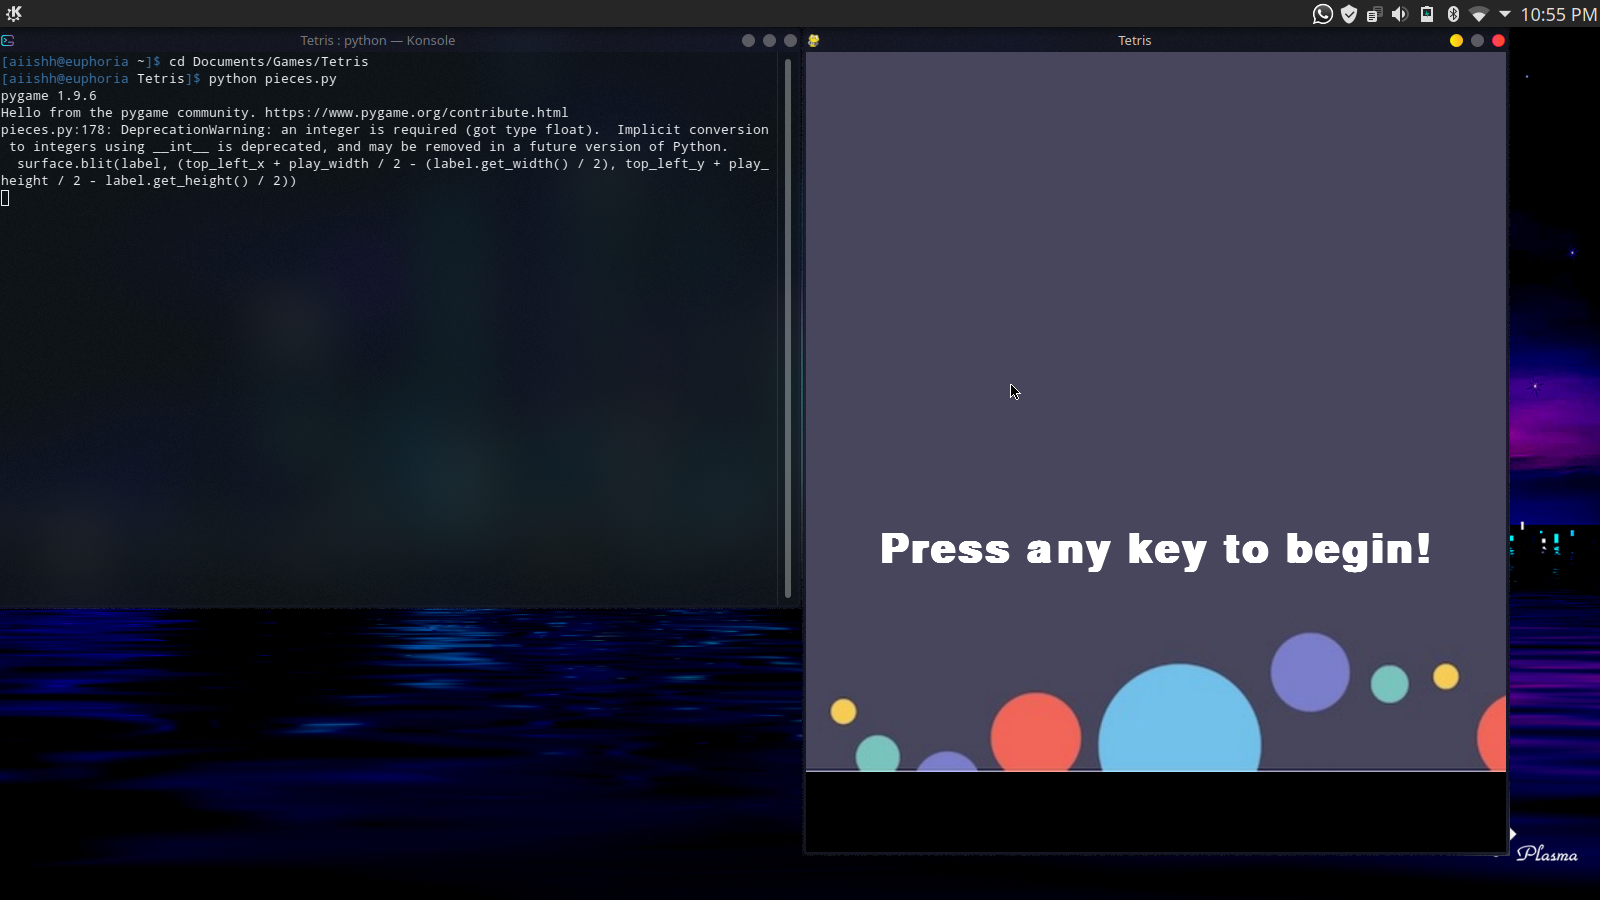 10:55 PM
Tetris : python — Konsole
[aiishh@euphoria ~]$ cd Documents/Games/Tetris
[aiishh@euphoria Tetris]$ python pieces.py
pygame 1.9.6
Hello from the pygame community. https://www.pygame.org/contribute.html
pieces.py:178: DeprecationWarning: an integer is required (got type float).  Implicit conversion
 to integers using __int__ is deprecated, and may be removed in a future version of Python.
  surface.blit(label, (top_left_x + play_width / 2 - (label.get_width() / 2), top_left_y + play_
height / 2 - label.get_height() / 2))
Tetris
Press any key to begin!
Plasma